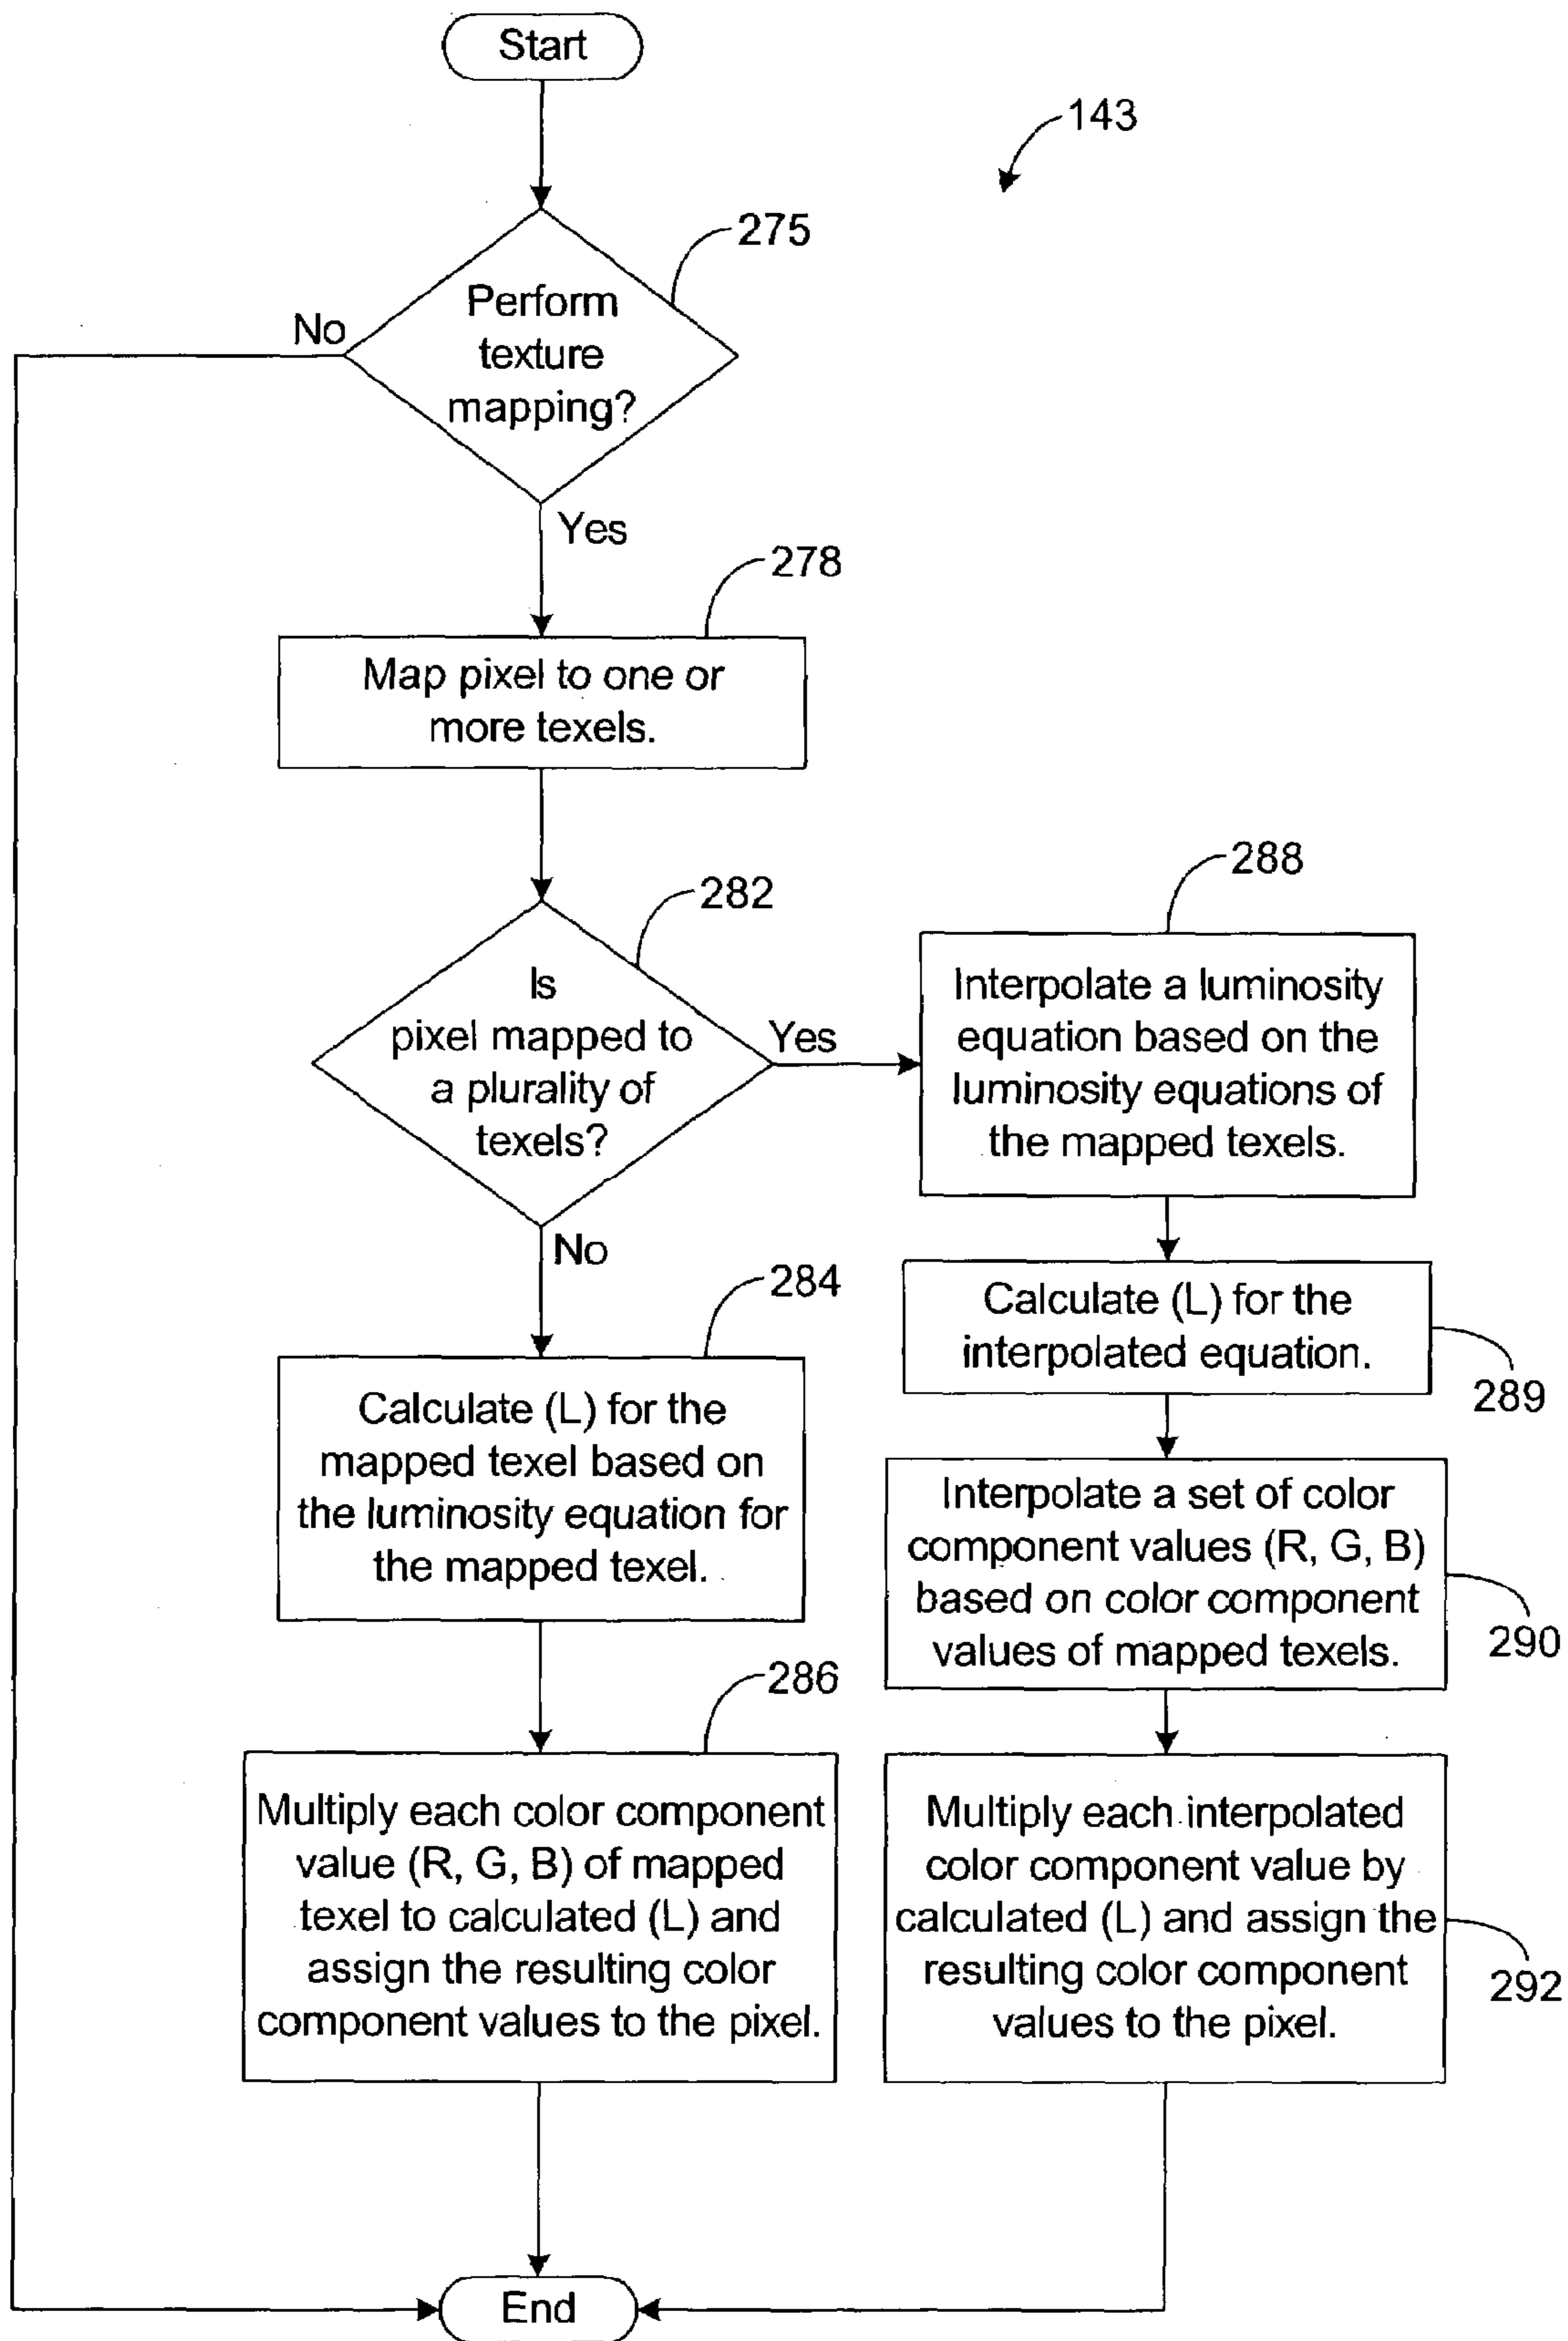 Start
143
275
Perform
texture
mapping?
No
Yes
278
Map pixel to one or
more texels.
282
Is
pixel mapped to
a plurality of
texels?
Yes
No
288
Interpolate a luminosity
equation based on the
luminosity equations of
the mapped texels.
284
Calculate (L) for the
mapped texel based on
the luminosity equation for
the mapped texel.
Calculate (L) for the
interpolated equation.
289
Interpolate a set of color
component values (R, G, B)
based on color component
values of mapped texels.
290
286
Multiply each color component
value (R, G, B) of mapped
texel to calculated (L) and
assign the resulting color
component values to the pixel.
Multiply each interpolated
color component value by
calculated (L) and assign the
resulting color component
values to the pixel.
292
End